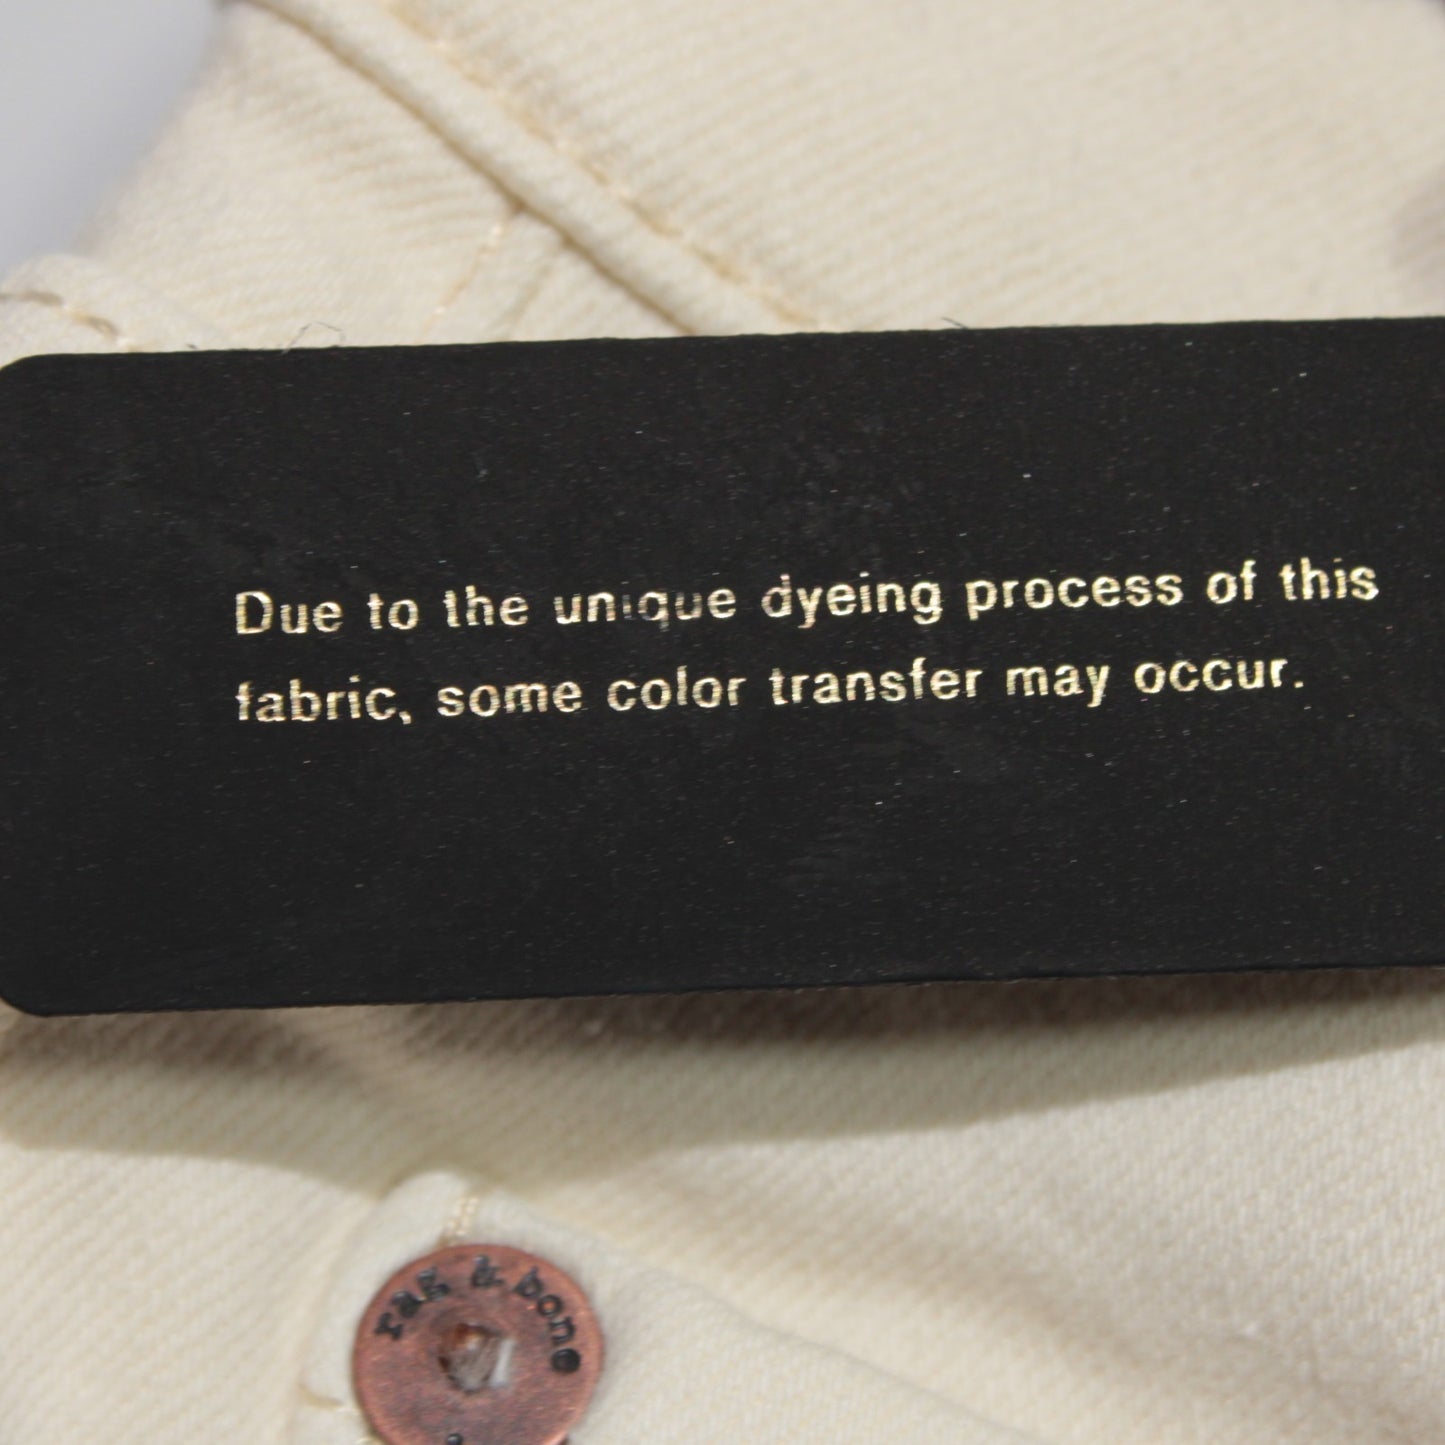 Due to the unique dyeing process of this
fabric, some color transfer may occur.
rag & bone